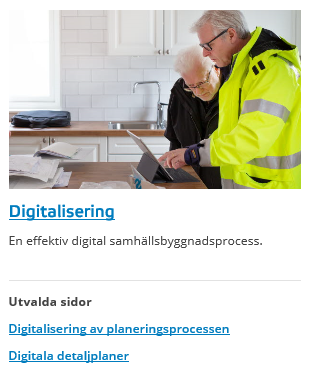 Digitalisering
En effektiv digital samhällsbyggnadsprocess.
Utvalda sidor
Digitalisering av planeringsprocessen
Digitala detaljplaner